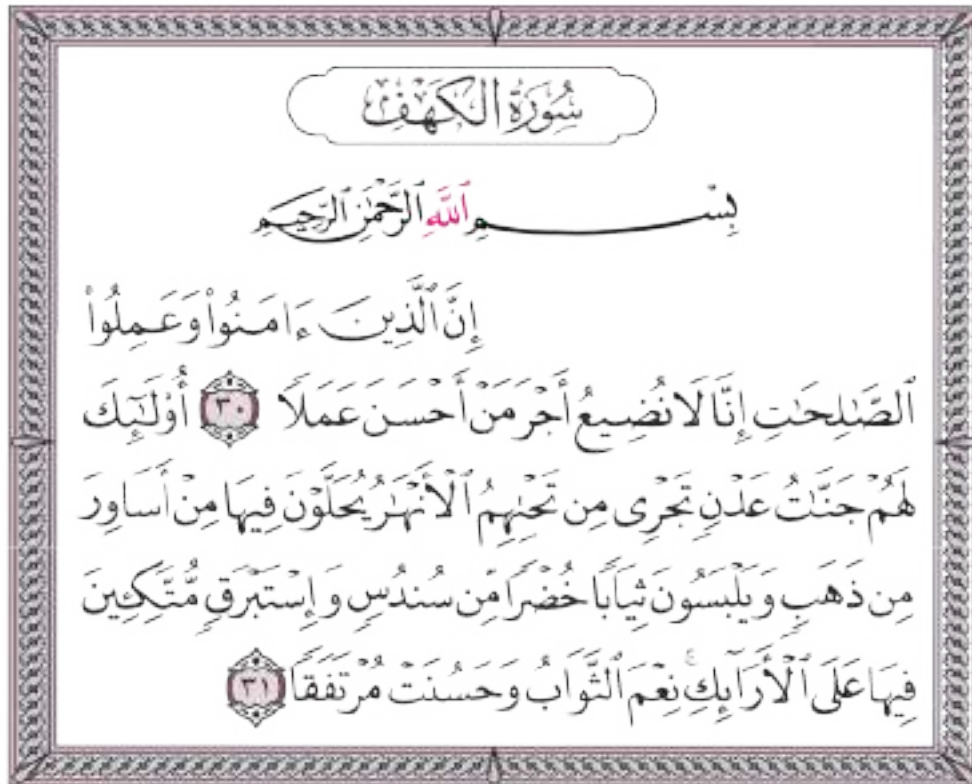 سُورَةُ الكَهْفِ
بِسْمِ ٱللَّهِ ٱلرَّحْمَٰنِ ٱلرَّحِيمِ
إِنَّ ٱلَّذِينَ ءَامَنُوا۟ وَعَمِلُوا۟
ٱلصَّٰلِحَٰتِ إِنَّا لَا نُضِيعُ أَجْرَ مَنْ أَحْسَنَ عَمَلًا ٣٠ أُو۟لَٰٓئِكَ
لَهُمْ جَنَّٰتُ عَدْنٍ تَجْرِى مِن تَحْتِهِمُ ٱلْأَنْهَٰرُ يُحَلَّوْنَ فِيهَا مِنْ أَسَاوِرَ
مِن ذَهَبٍ وَيَلْبَسُونَ ثِيَابًا خُضْرًا مِّن سُندُسٍ وَإِسْتَبْرَقٍ مُّتَّكِـِٔينَ
فِيهَا عَلَى ٱلْأَرَآئِكِ ۚ نِعْمَ ٱلثَّوَابُ وَحَسُنَتْ مُرْتَفَقًا ٣١